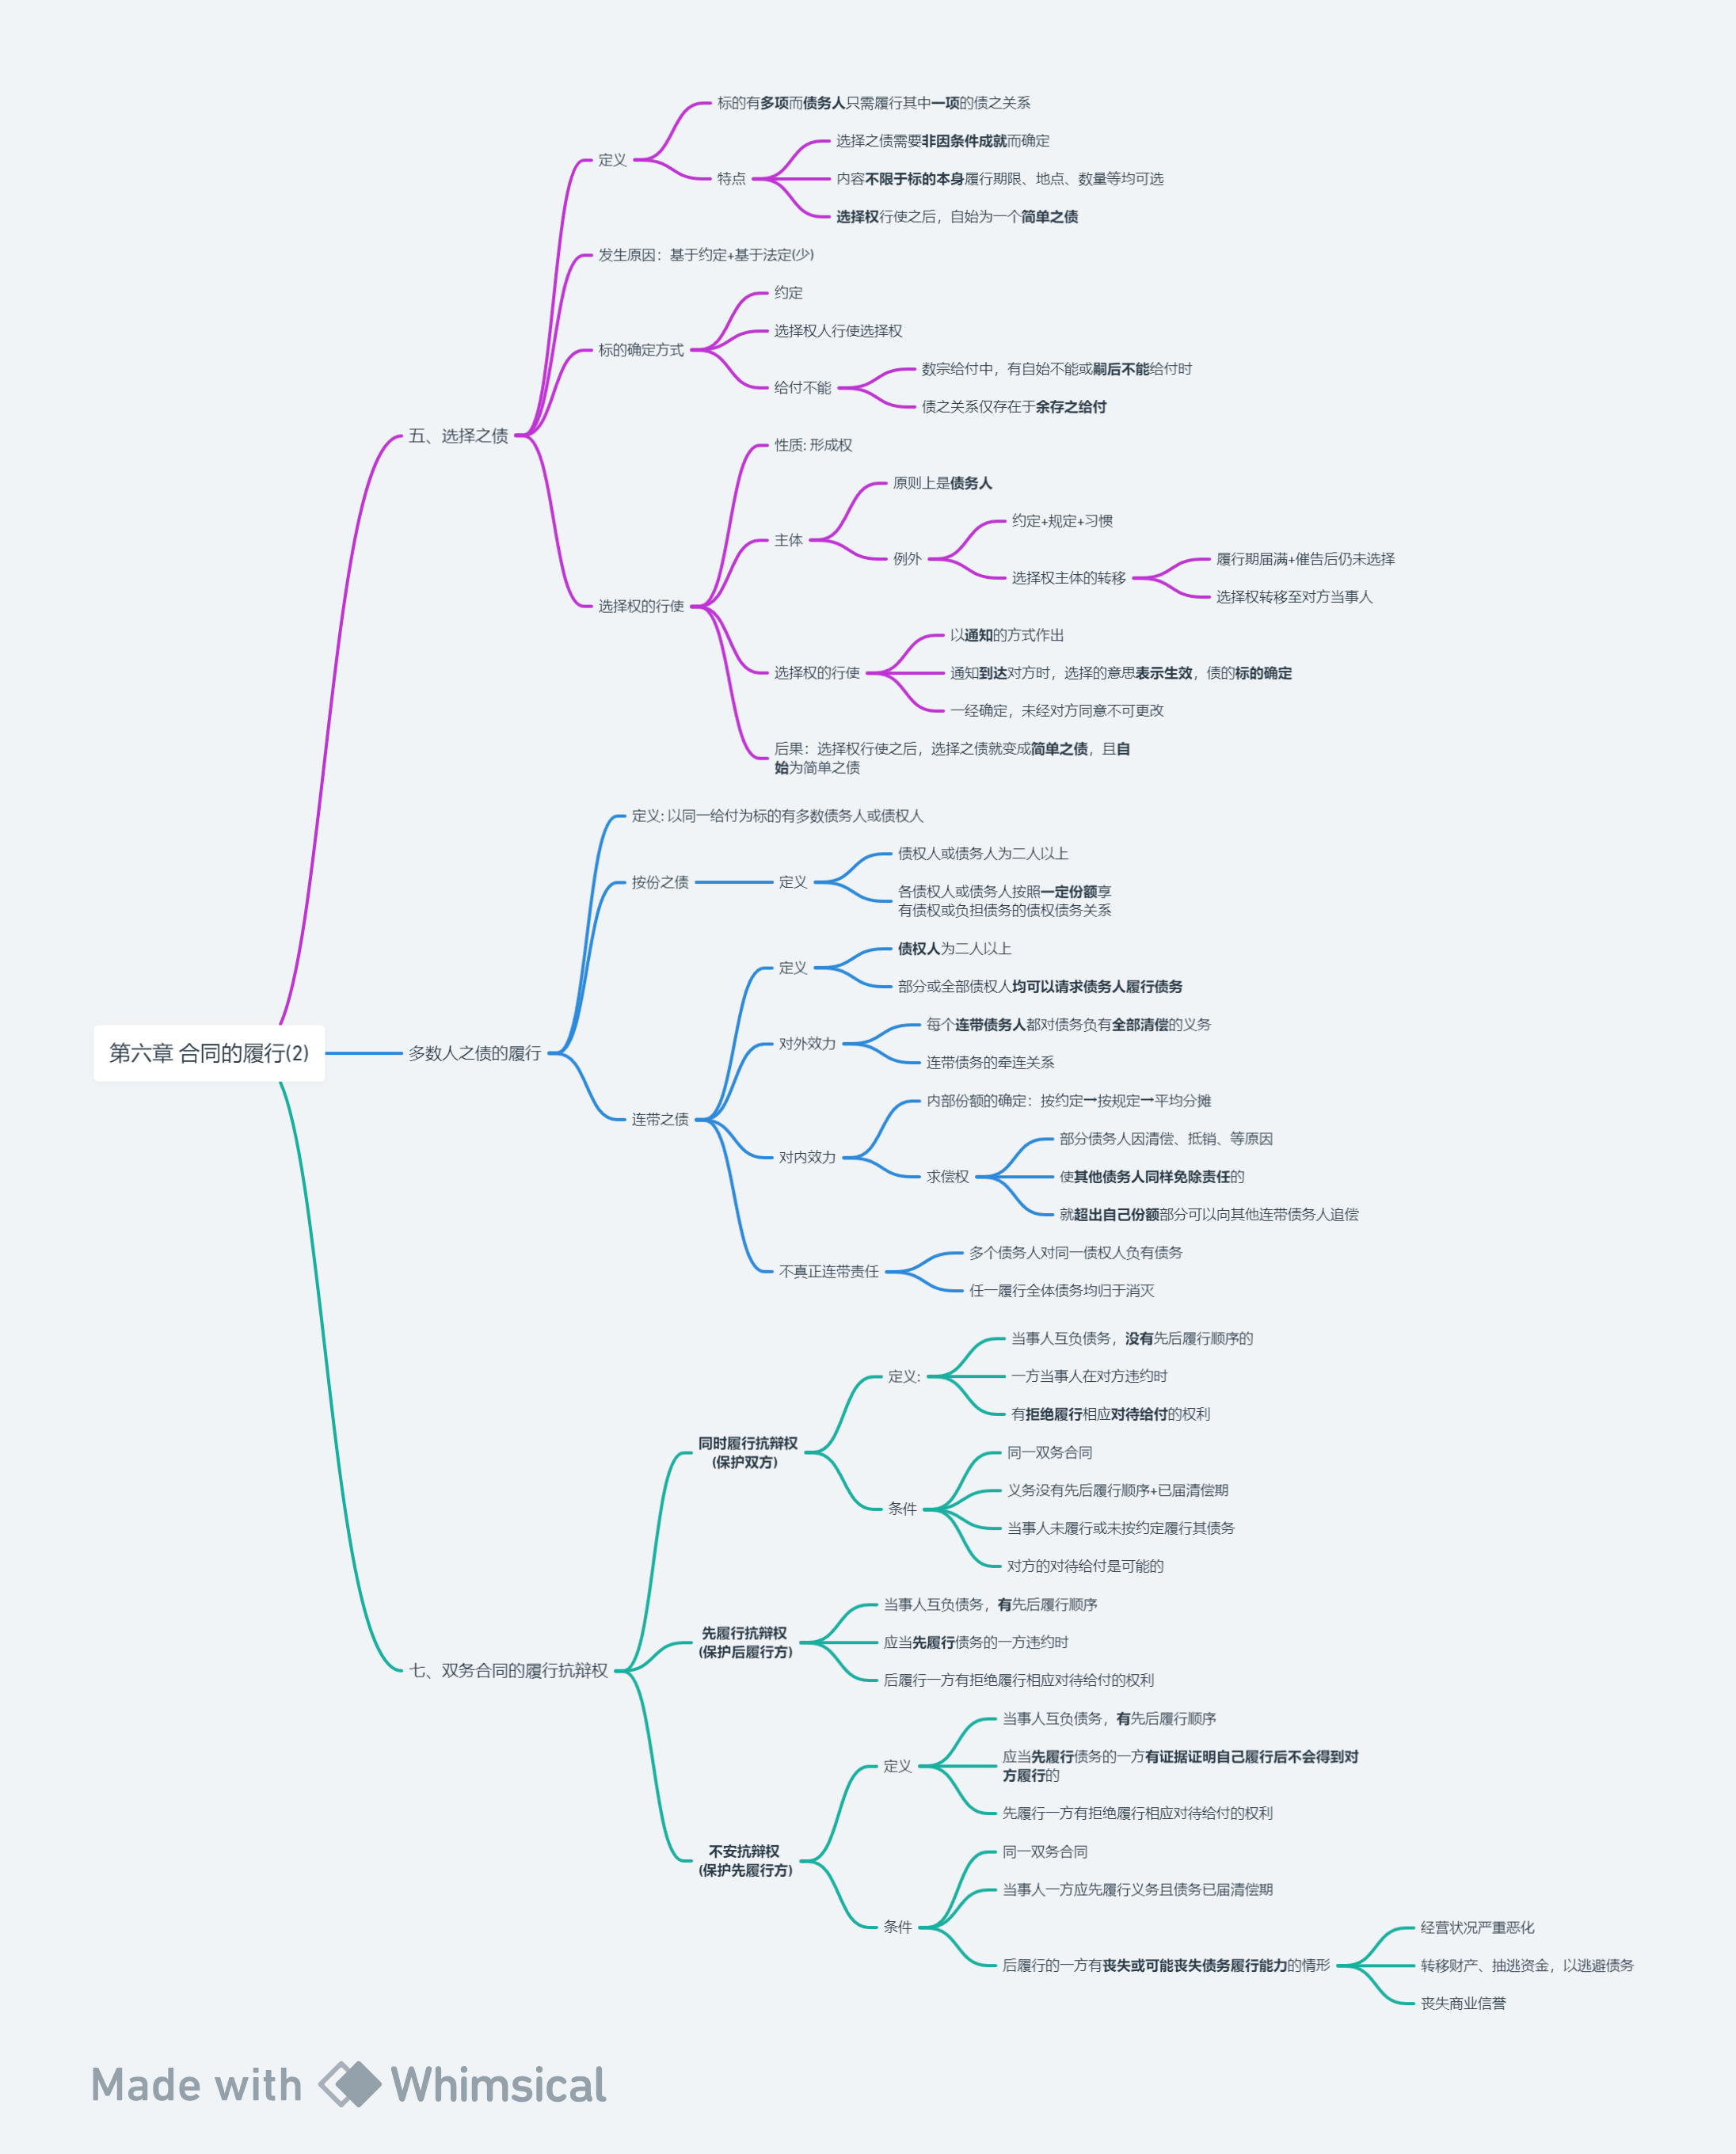 标的有多项而债务人只需履行其中一项的债之关系
选择之债需要非因条件成就而确定
定义
特点
内容不限于标的本身履行期限、地点、数量等均可选
选择权行使之后，自始为一个简单之债
发生原因：基于约定+基于法定(少)
约定
选择权人行使选择权
标的确定方式
数宗给付中，有自始不能或嗣后不能给付时
给付不能
债之关系仅存在于余存之给付
五、选择之债
性质: 形成权
原则上是债务人
约定+规定+习惯
主体
例外
履行期届满+催告后仍未选择
选择权主体的转移
选择权转移至对方当事人
选择权的行使
以通知的方式作出
选择权的行使
通知到达对方时，选择的意思表示生效，债的标的确定
一经确定，未经对方同意不可更改
后果：选择权行使之后，选择之债就变成简单之债，且自
始为简单之债
定义: 以同一给付为标的有多数债务人或债权人
债权人或债务人为二人以上
按份之债
定义
各债权人或债务人按照一定份额享
有债权或负担债务的债权债务关系
债权人为二人以上
定义
部分或全部债权人均可以请求债务人履行债务
每个连带债务人都对债务负有全部清偿的义务
对外效力
连带债务的牵连关系
第六章 合同的履行(2)
多数人之债的履行
内部份额的确定：按约定→按规定→平均分摊
连带之债
部分债务人因清偿、抵销、等原因
对内效力
求偿权
使其他债务人同样免除责任的
就超出自己份额部分可以向其他连带债务人追偿
多个债务人对同一债权人负有债务
不真正连带责任
任一履行全体债务均归于消灭
当事人互负债务，没有先后履行顺序的
定义:
一方当事人在对方违约时
有拒绝履行相应对待给付的权利
同时履行抗辩权
(保护双方)
同一双务合同
义务没有先后履行顺序+已届清偿期
条件
当事人未履行或未按约定履行其债务
对方的对待给付是可能的
当事人互负债务，有先后履行顺序
先履行抗辩权
(保护后履行方)
应当先履行债务的一方违约时
后履行一方有拒绝履行相应对待给付的权利
七、双务合同的履行抗辩权
当事人互负债务，有先后履行顺序
定义
应当先履行债务的一方有证据证明自己履行后不会得到对
方履行的
先履行一方有拒绝履行相应对待给付的权利
不安抗辩权
(保护先履行方)
同一双务合同
当事人一方应先履行义务且债务已届清偿期
条件
后履行的一方有丧失或可能丧失债务履行能力的情形
经营状况严重恶化
转移财产、抽逃资金，以逃避债务
丧失商业信誉
Made with Whimsical